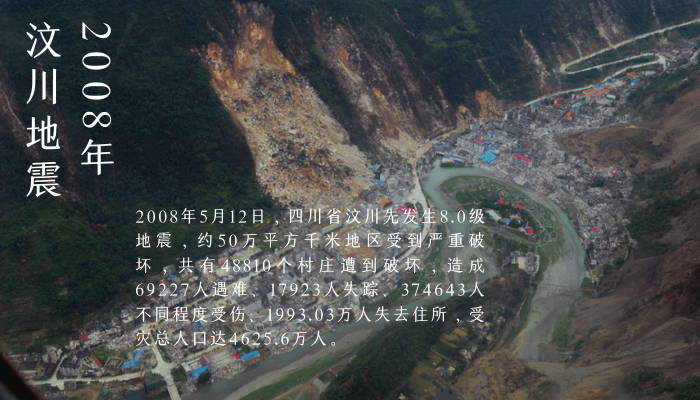 2008年
汶川地震
2008年5月12日，四川省汶川先发生8.0级
地震，约50万平方千米地区受到严重破
坏，共有48810个村庄遭到破坏，造成
69227人遇难、17923人失踪、374643人
不同程度受伤、1993.03万人失去住所，受
灾总人口达4625.6万人。